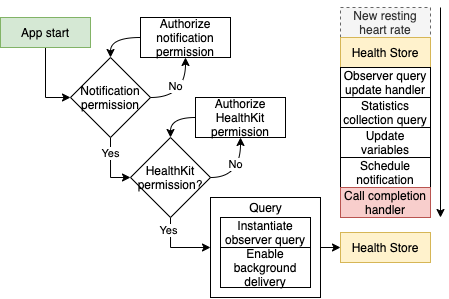 App start
Authorize
notification
permission
Notification
permission
No
Yes
Authorize
HealthKit
permission
HealthKit
permission?
No
Yes
Query
Instantiate
observer query
Enable
background
delivery
New resting
heart rate
Health Store
Observer query
update handler
Statistics
collection query
Update
variables
Schedule
notification
Call completion
handler
Health Store